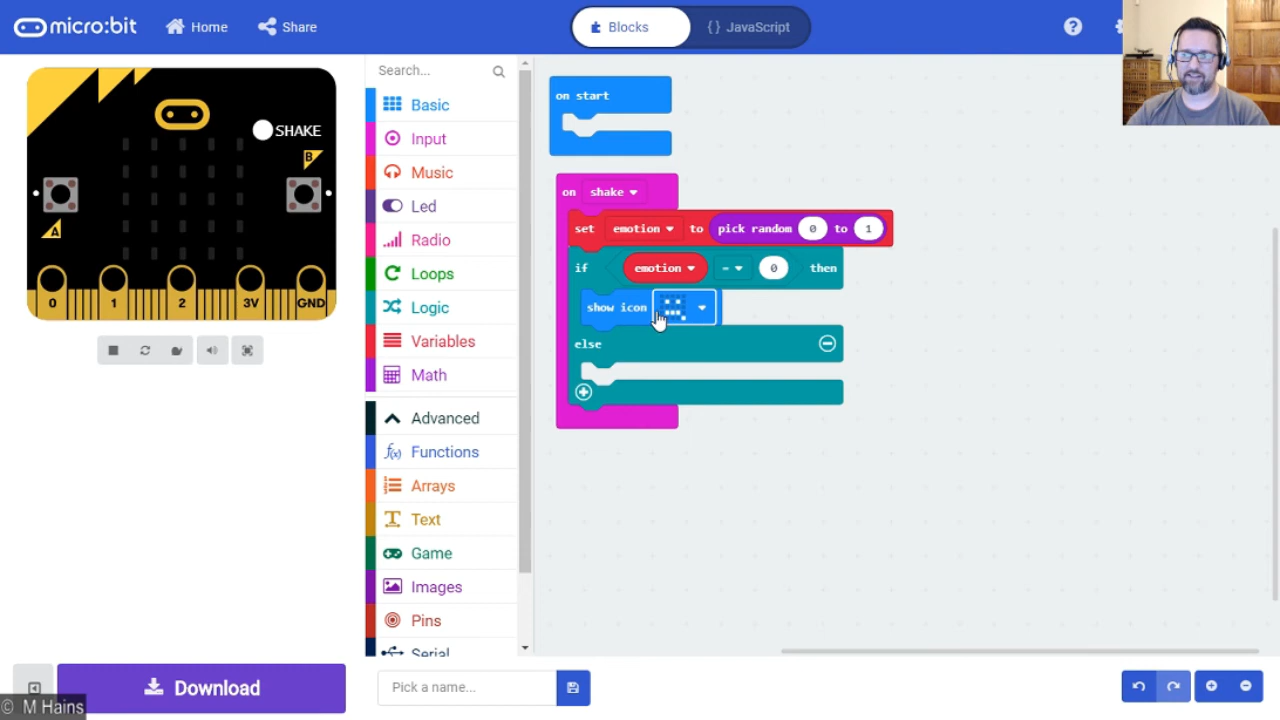 micro:bit
Home
Share
Blocks
{ } JavaScript
?
SHAKE
B
A
0 1 2 3V GND
Search...
Basic
Input
Music
Led
Radio
Loops
Logic
Variables
Math
Advanced
f(x) Functions
Arrays
Text
Game
Images
Pins
Serial
on start
on shake
set emotion to pick random 0 to 1
if emotion = 0 then
show icon
else
Download
Pick a name...
© M Hains